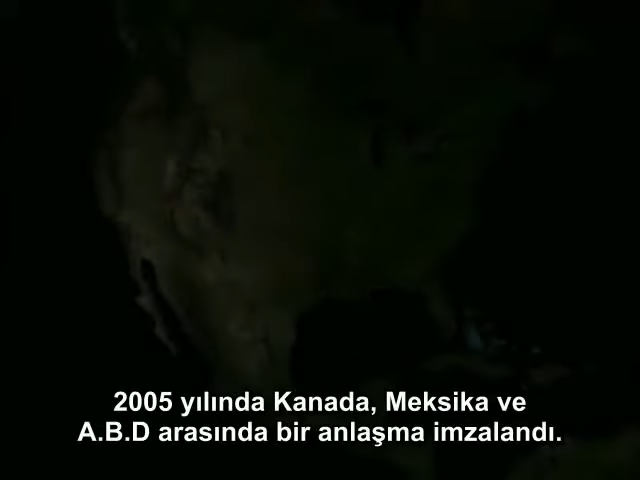 2005 yılında Kanada, Meksika ve
A.B.D arasında bir anlaşma imzalandı.